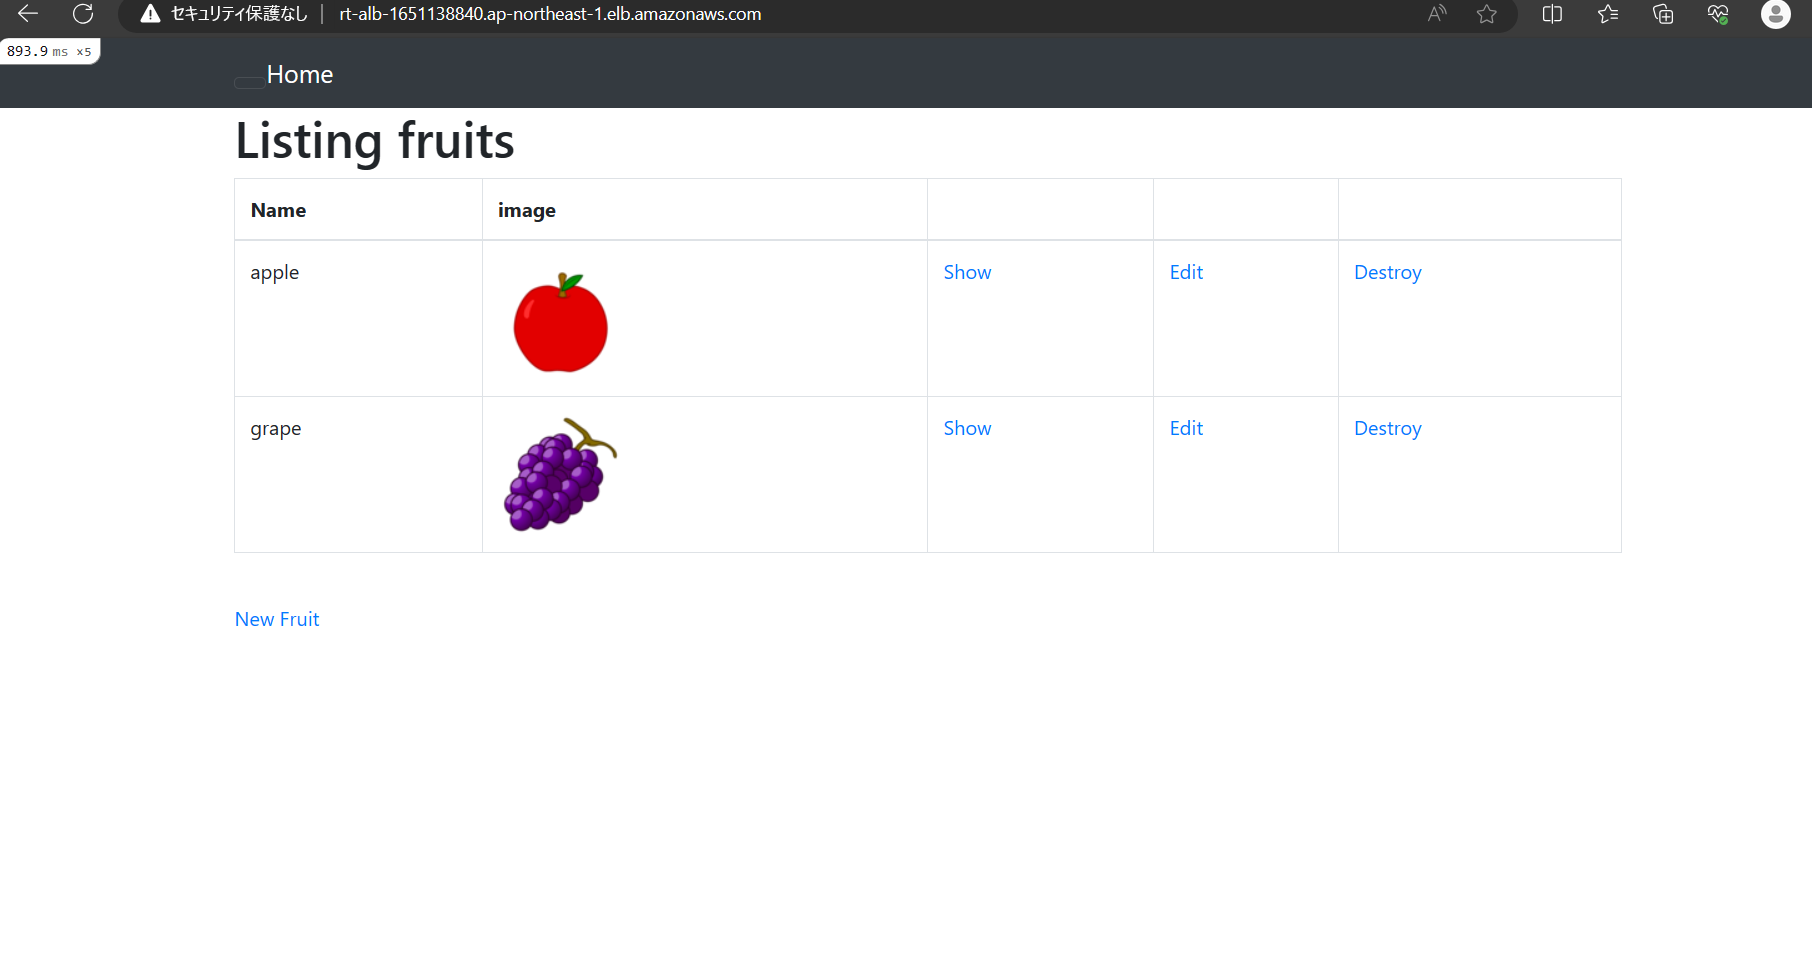 セキュリティ保護なし | rt-alb-1651138840.ap-northeast-1.elb.amazonaws.com
893.9 ms ×5
Home
Listing fruits
Name image
apple Show Edit Destroy
grape Show Edit Destroy
New Fruit